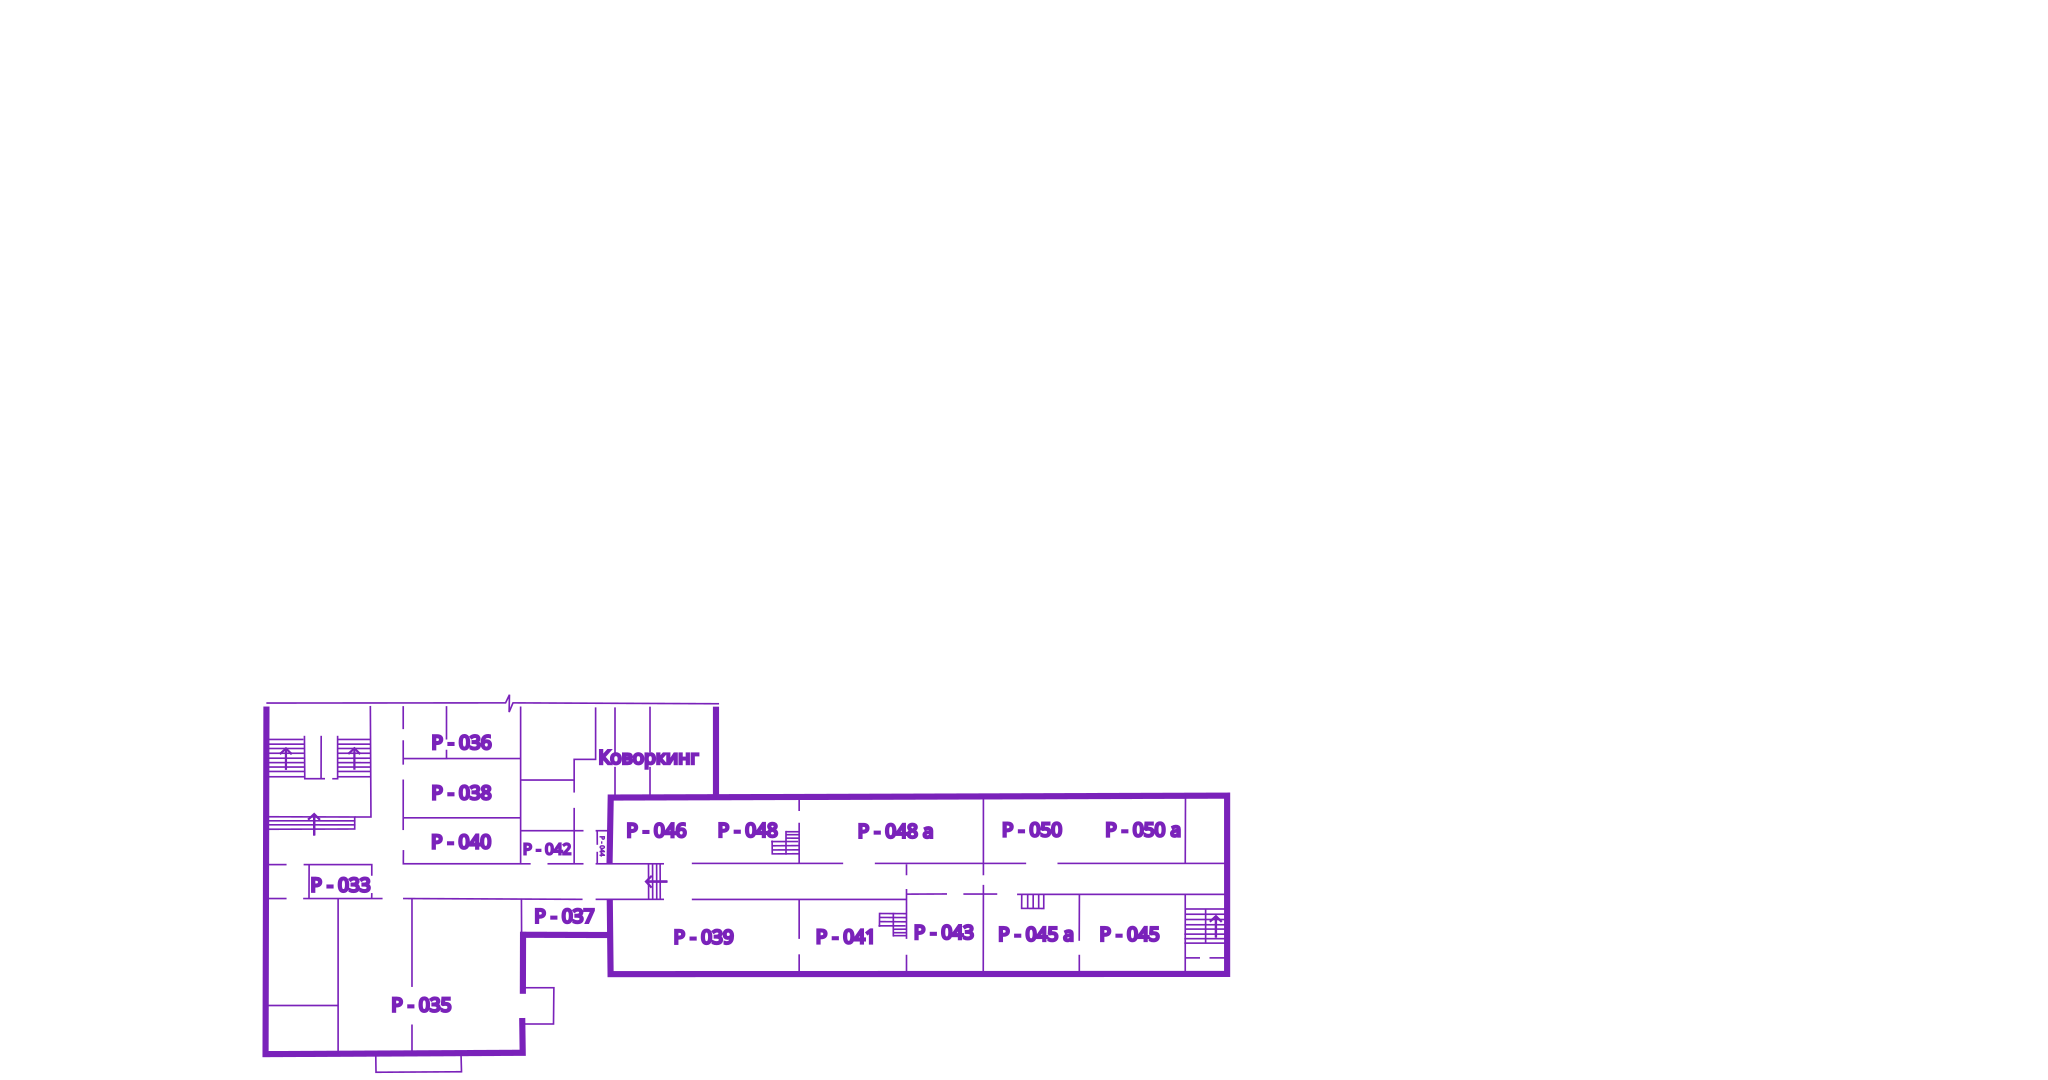 Р - 036
Коворкинг
Р - 038
Р - 040
Р - 042
Р - 044
Р - 046
Р - 048
Р - 048 а
Р - 050
Р - 050 а
Р - 033
Р - 037
Р - 039
Р - 041
Р - 043
Р - 045 а
Р - 045
Р - 035